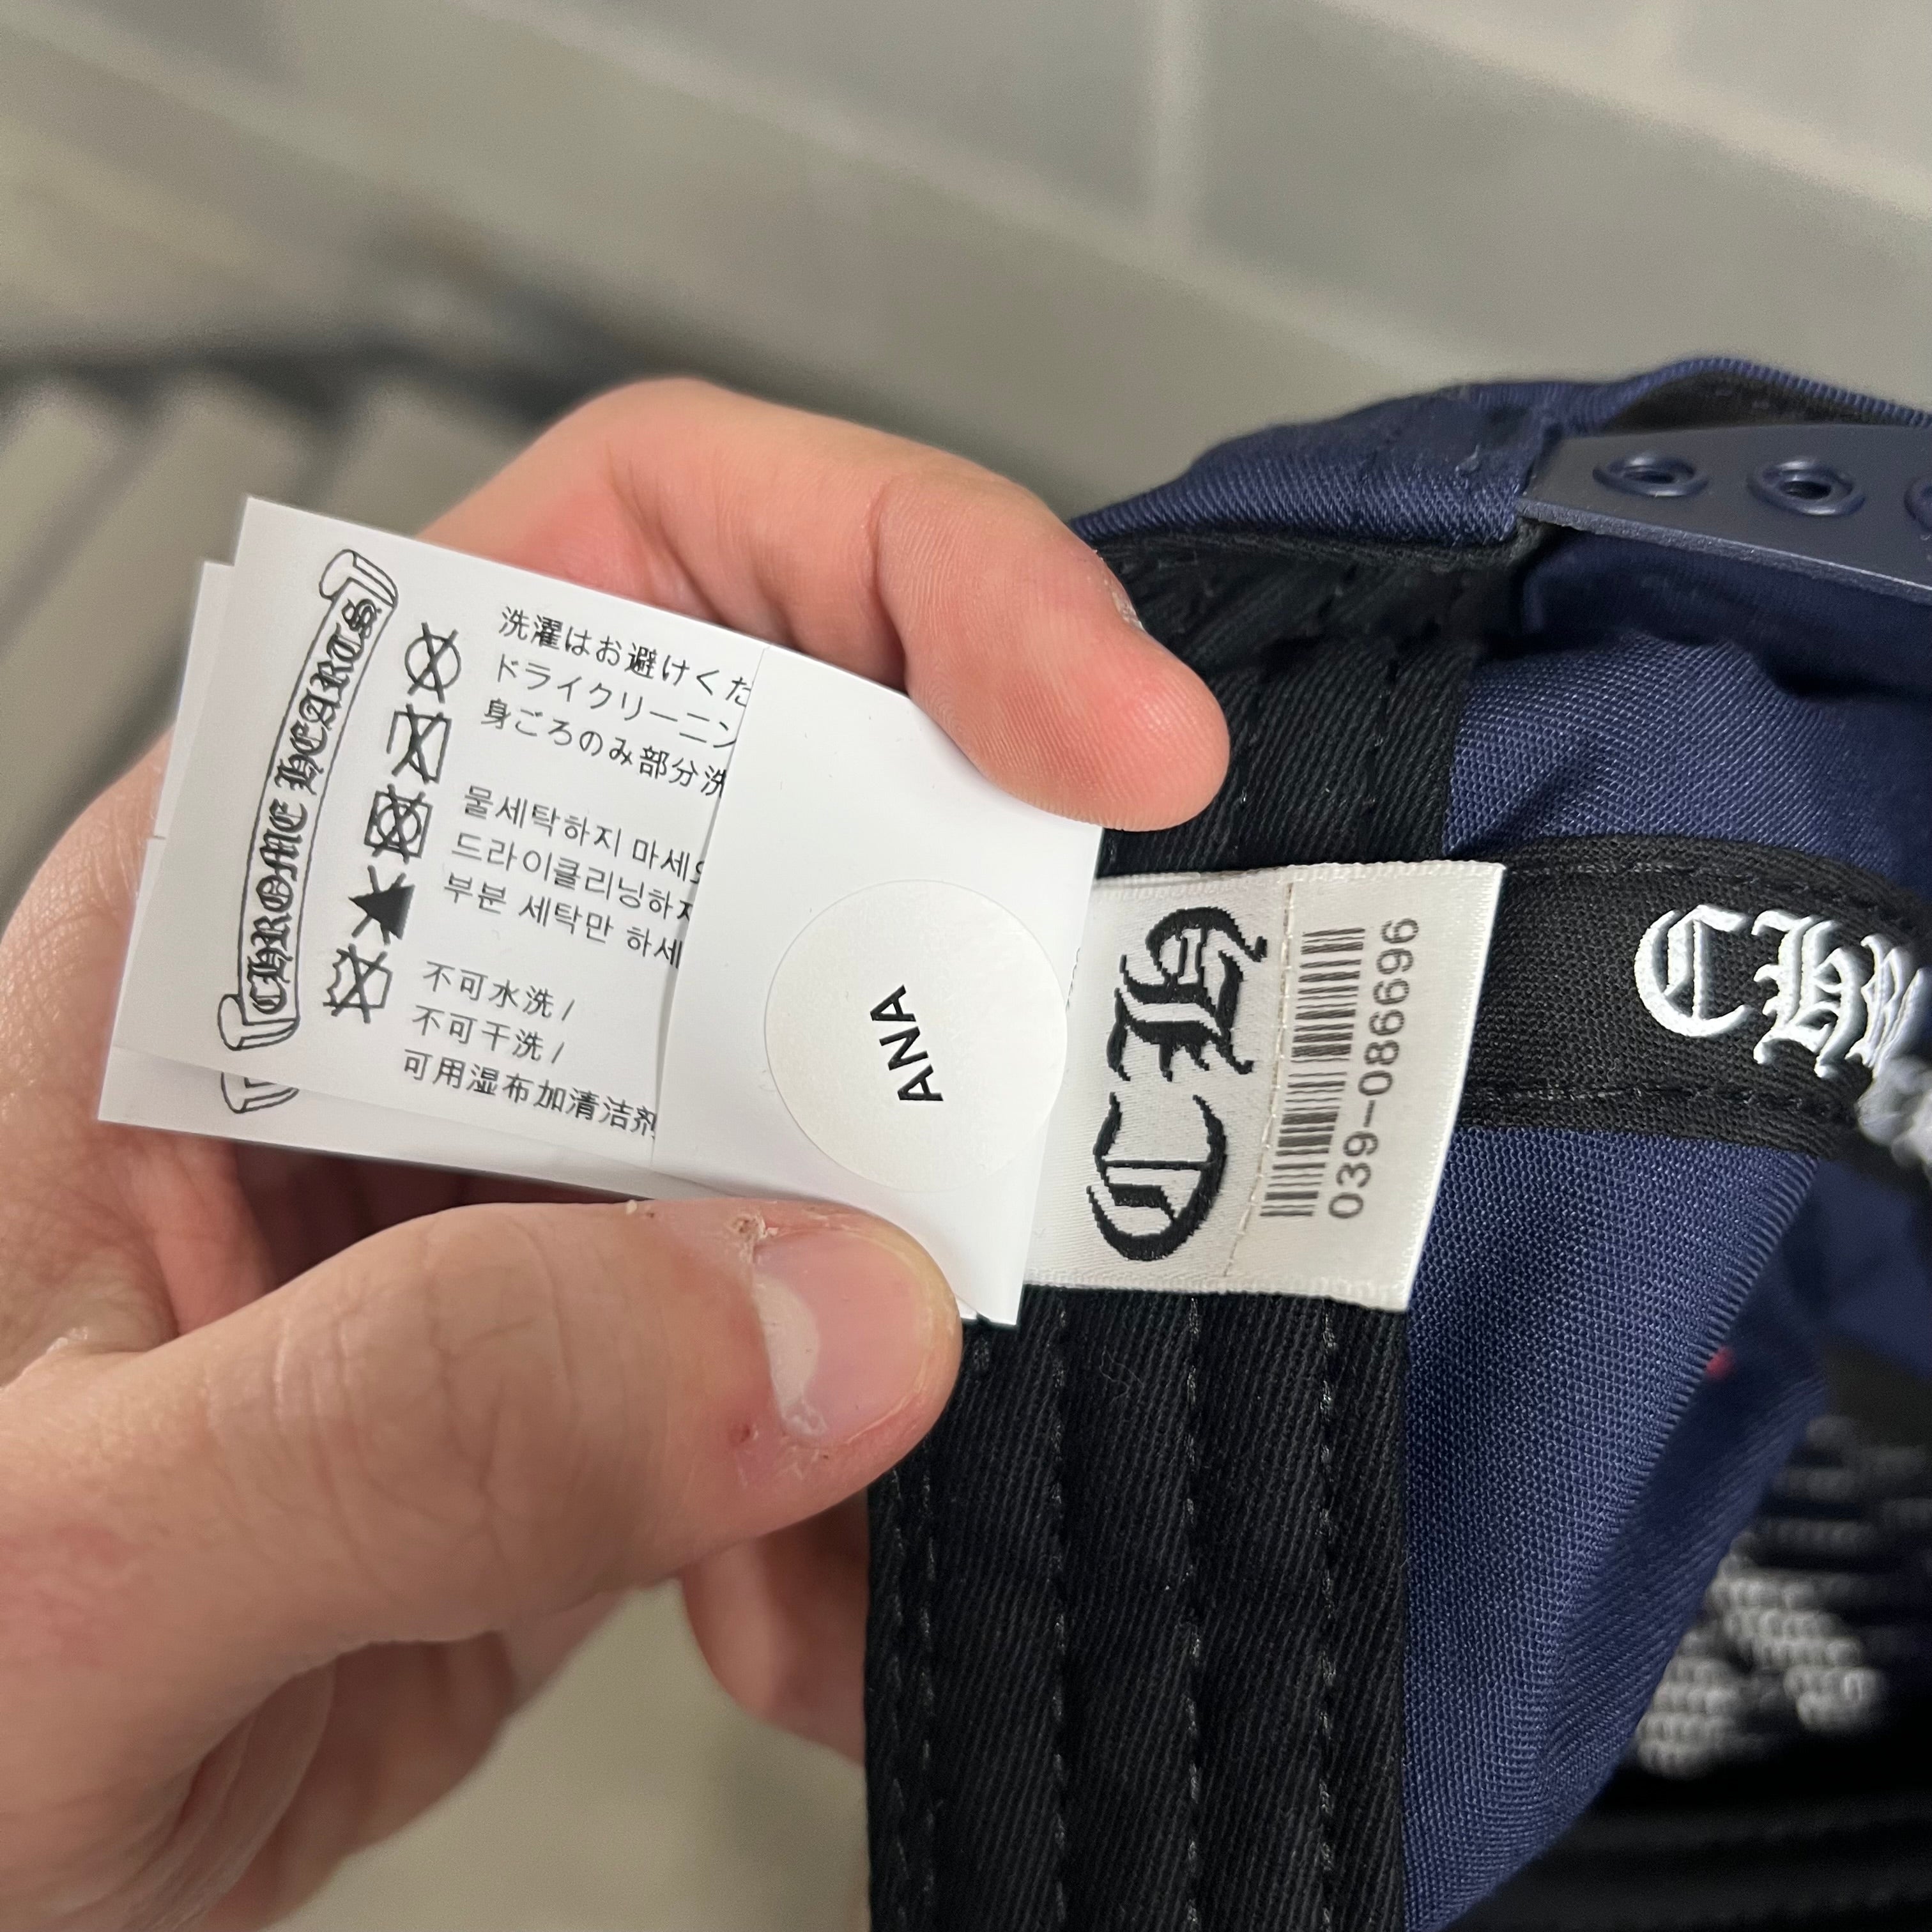 CHROME HEARTS
洗濯はお避けくだ
ドライクリーニン
身ごろのみ部分洗
물세탁하지 마세
드라이클리닝하지
부분 세탁만 하세
不可水洗 /
不可干洗 /
可用湿布加清洁剂
ANA
CH
039-086696
Chr